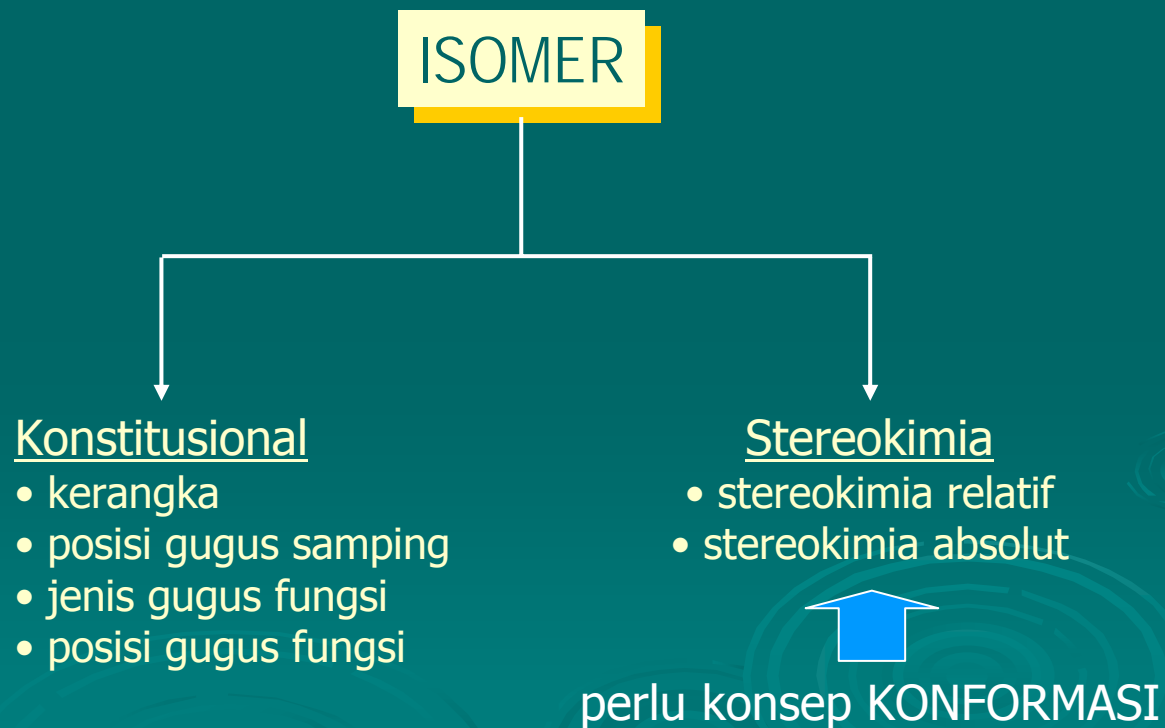 ISOMER
Konstitusional
• kerangka
• posisi gugus samping
• jenis gugus fungsi
• posisi gugus fungsi
Stereokimia
• stereokimia relatif
• stereokimia absolut
perlu konsep KONFORMASI